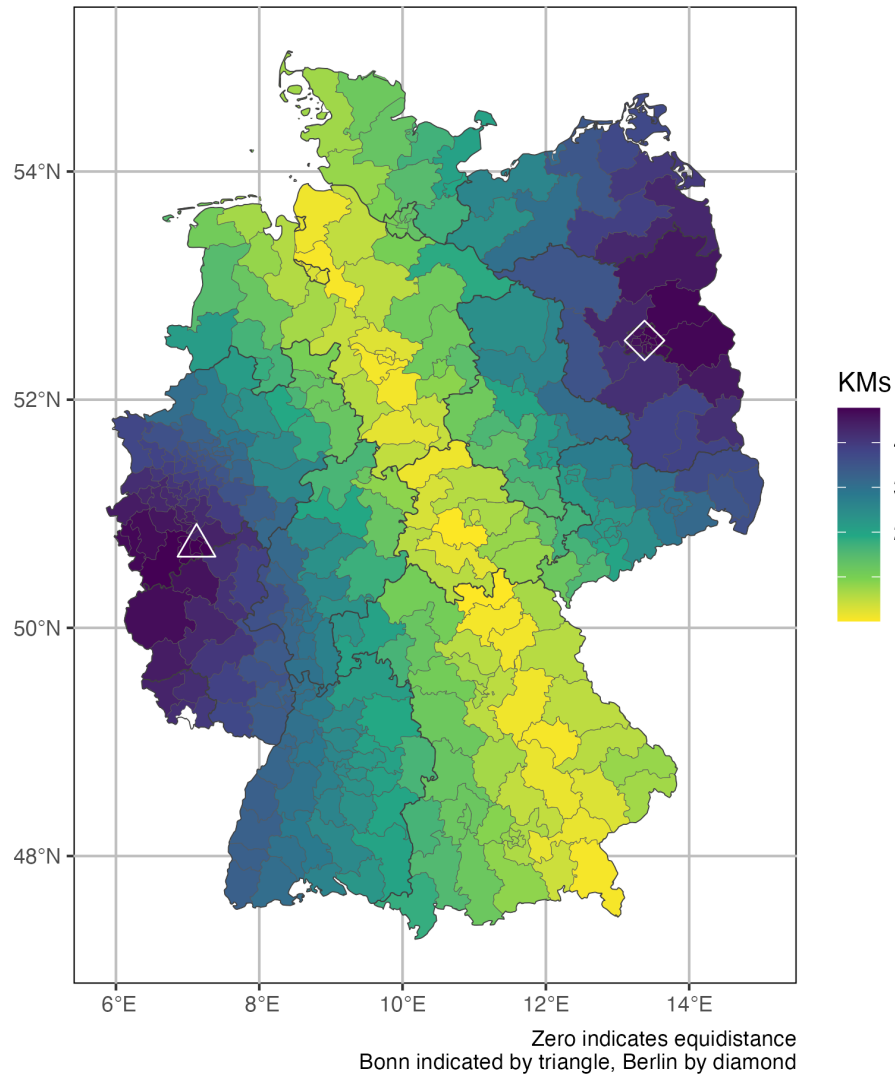 54°N
52°N
50°N
48°N
6°E
8°E
10°E
12°E
14°E
KMs
Zero indicates equidistance
Bonn indicated by triangle, Berlin by diamond